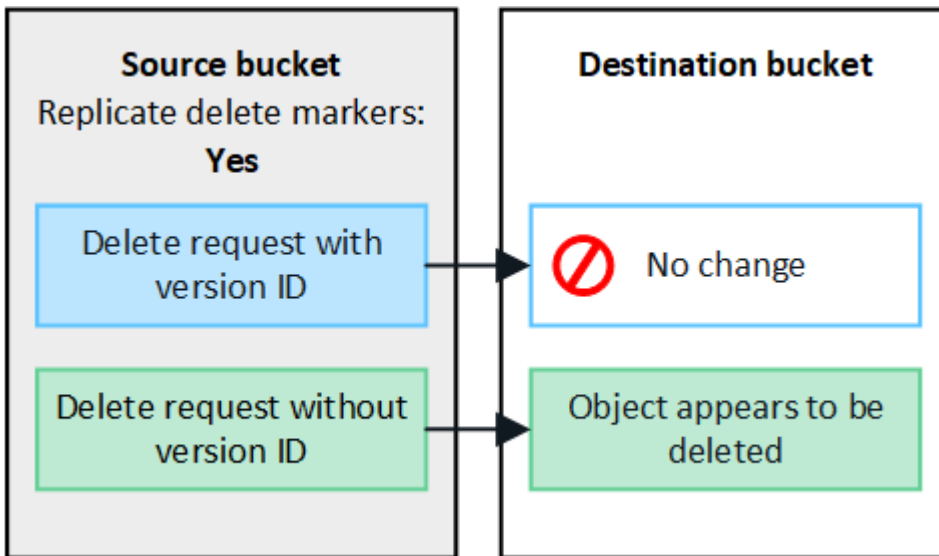 Source bucket
Replicate delete markers:
Yes
Delete request with
version ID
Delete request without
version ID
Destination bucket
No change
Object appears to be
deleted